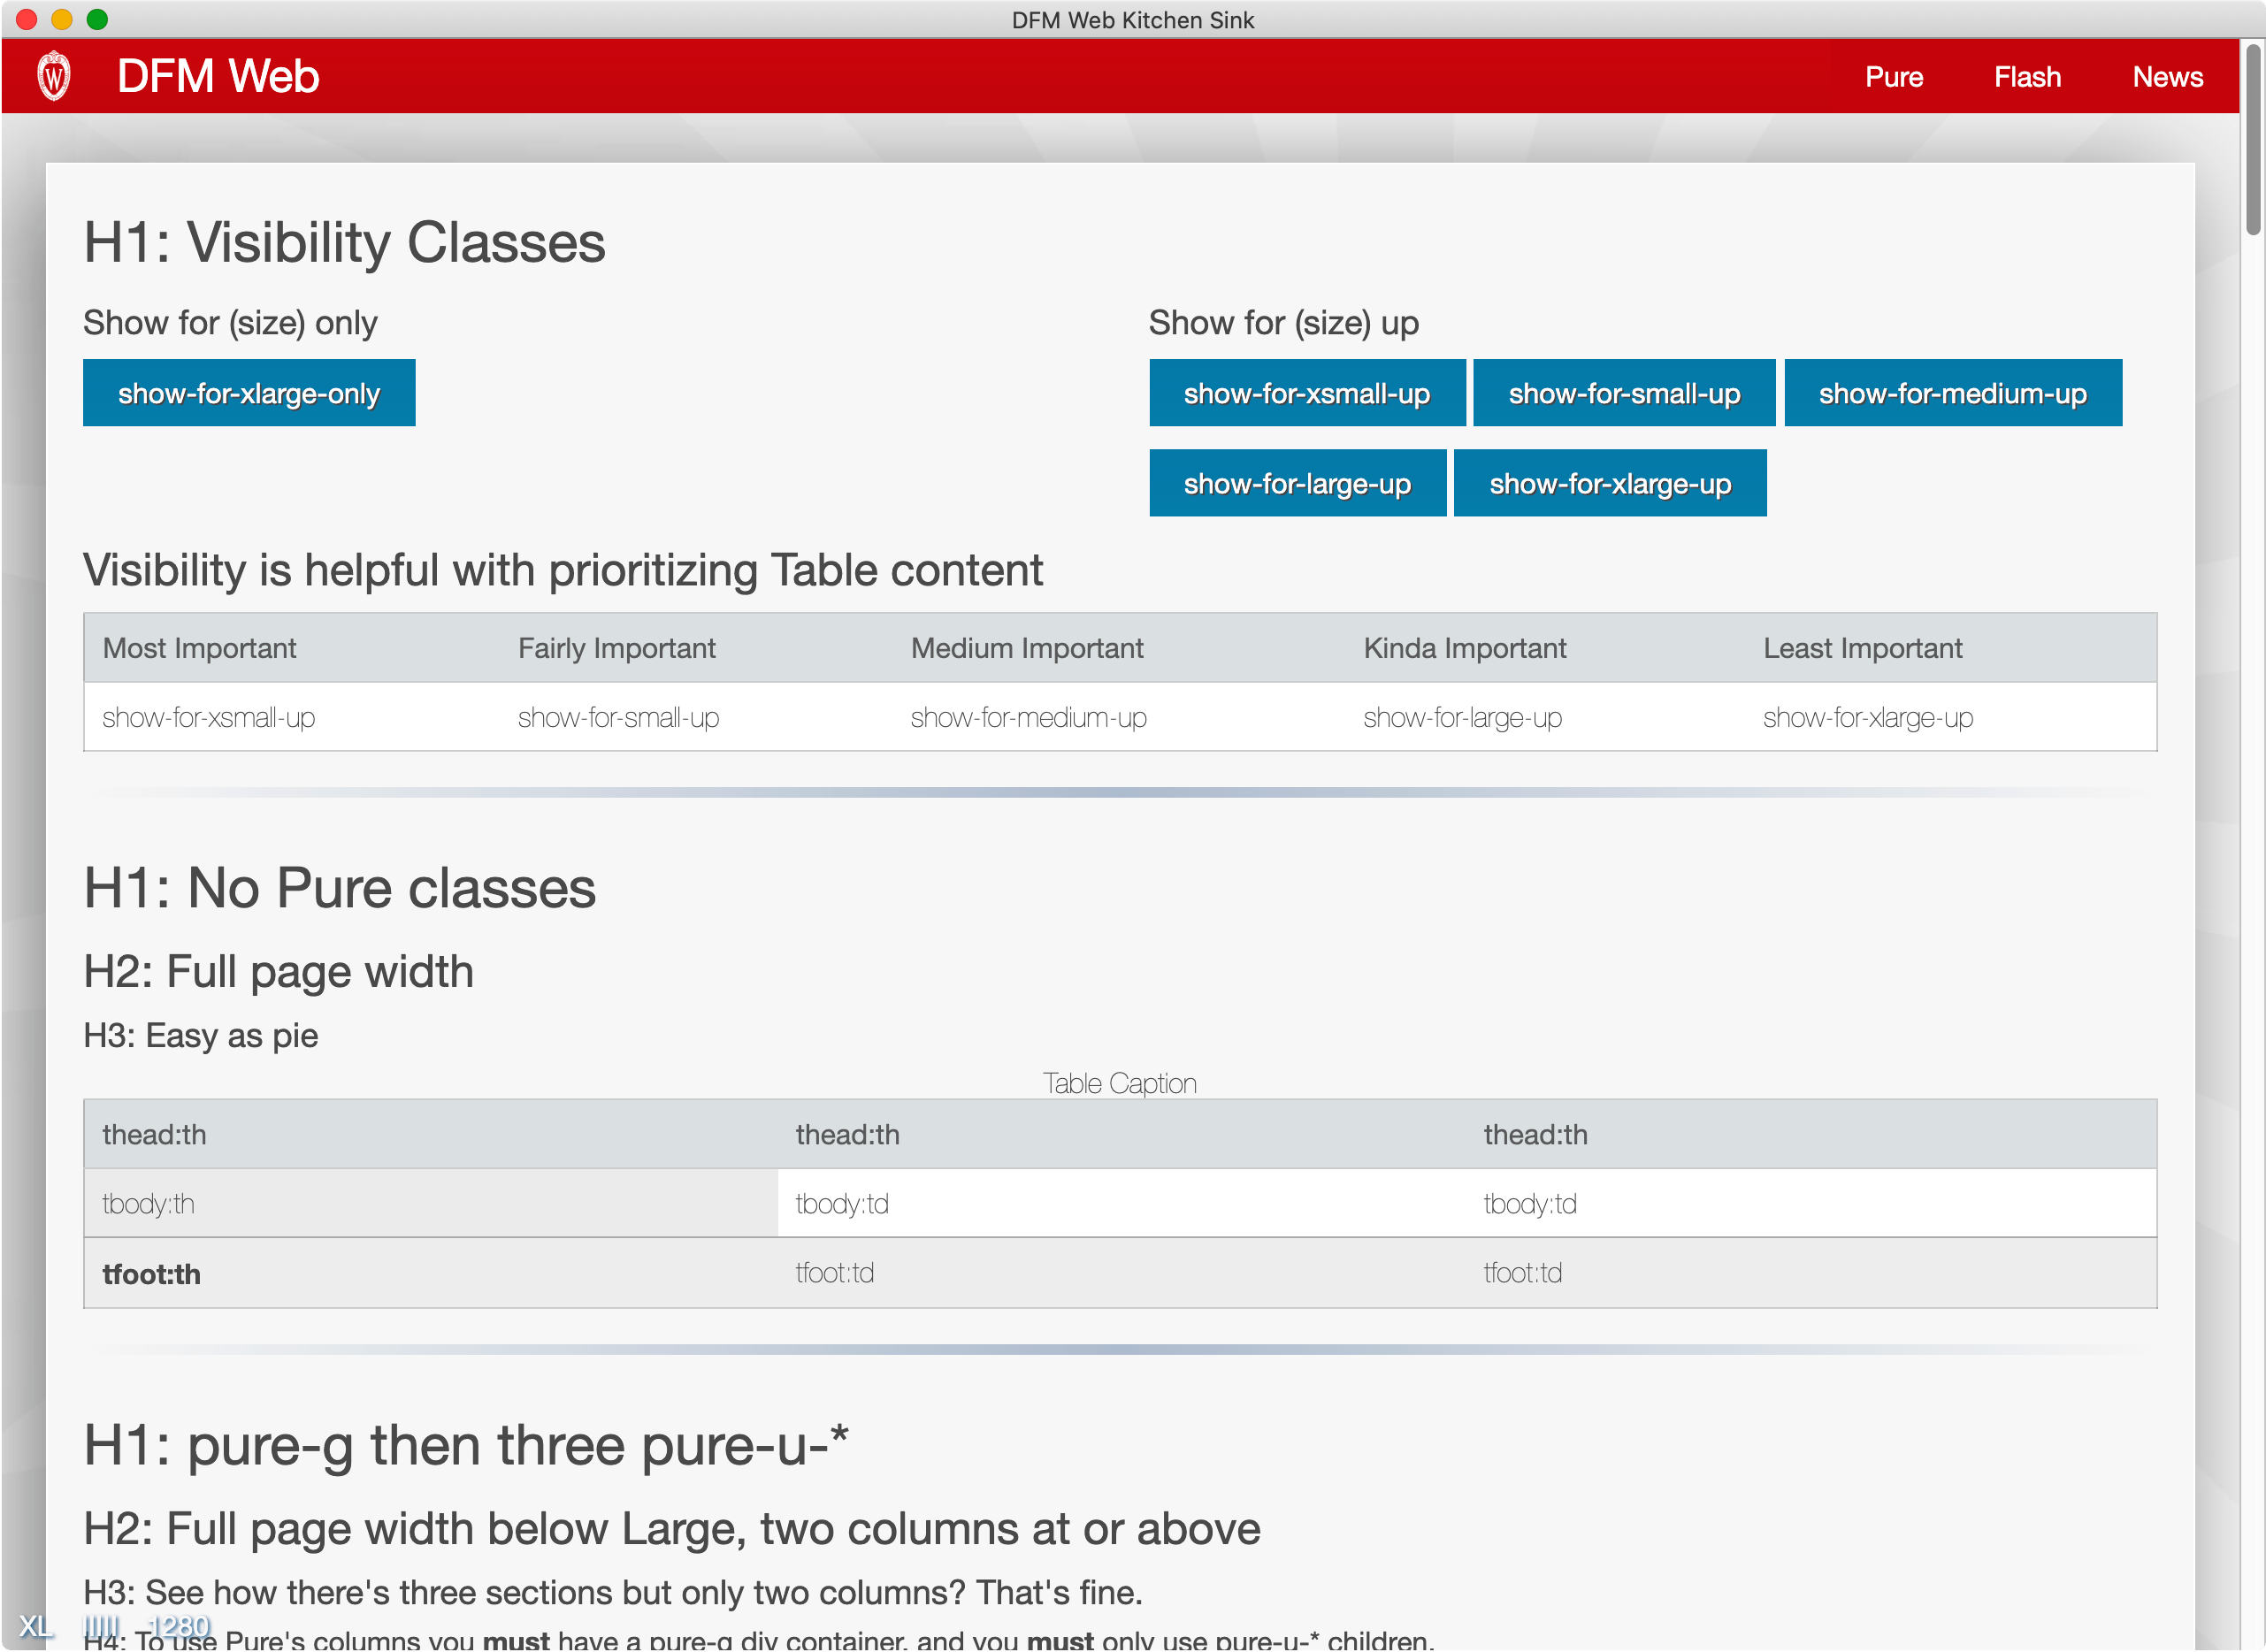 DFM Web Kitchen Sink
W
DFM Web
Pure Flash News
H1: Visibility Classes
Show for (size) only
show-for-xlarge-only
Show for (size) up
show-for-xsmall-up show-for-small-up show-for-medium-up
show-for-large-up show-for-xlarge-up
Visibility is helpful with prioritizing Table content
Most Important Fairly Important Medium Important Kinda Important Least Important
show-for-xsmall-up show-for-small-up show-for-medium-up show-for-large-up show-for-xlarge-up
H1: No Pure classes
H2: Full page width
H3: Easy as pie
Table Caption
thead:th thead:th thead:th
tbody:th tbody:td tbody:td
tfoot:th tfoot:td tfoot:td
H1: pure-g then three pure-u-*
H2: Full page width below Large, two columns at or above
H3: See how there's three sections but only two columns? That's fine.
XL ||||| 1280
H4: To use Pure's columns you must have a pure-g div container, and you must only use pure-u-* children.